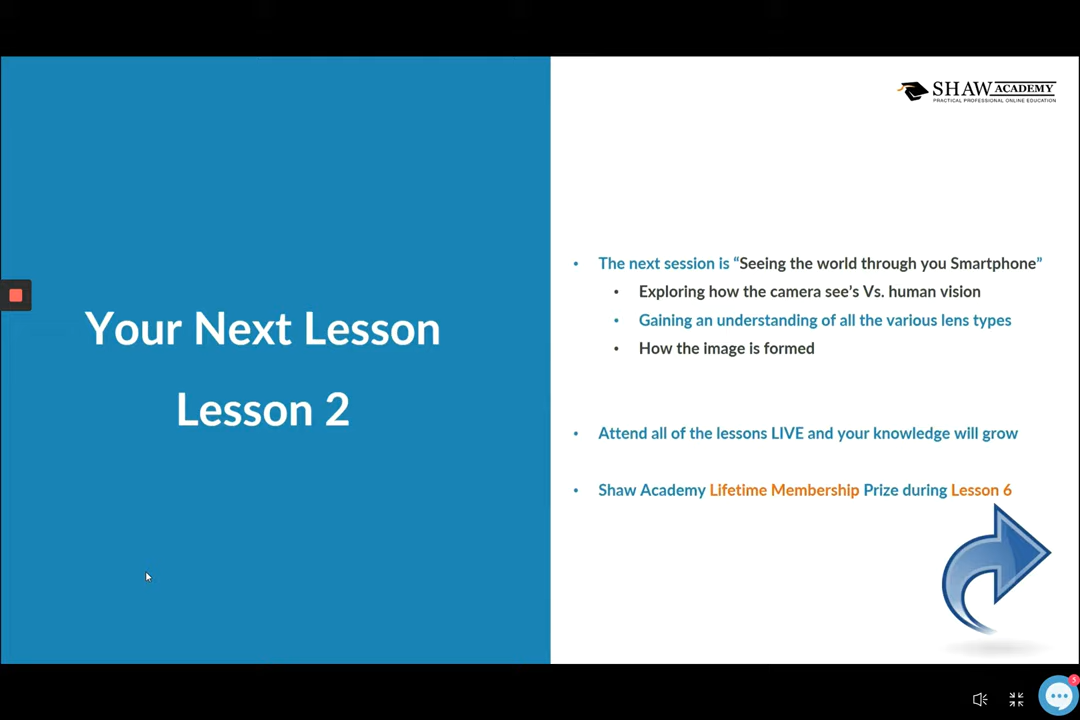 SHAW ACADEMY
PRACTICAL PROFESSIONAL ONLINE EDUCATION
Your Next Lesson
Lesson 2
• The next session is “Seeing the world through you Smartphone”
• Exploring how the camera see’s Vs. human vision
• Gaining an understanding of all the various lens types
• How the image is formed
• Attend all of the lessons LIVE and your knowledge will grow
• Shaw Academy Lifetime Membership Prize during Lesson 6
5